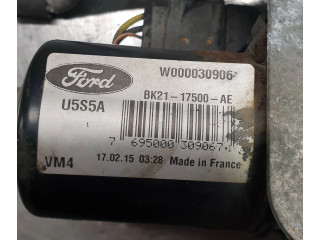 Ford
W000030906
U5S5A
BK21-17500-AE
7 695000 309067
VM4
17.02.15 03:28 Made in France